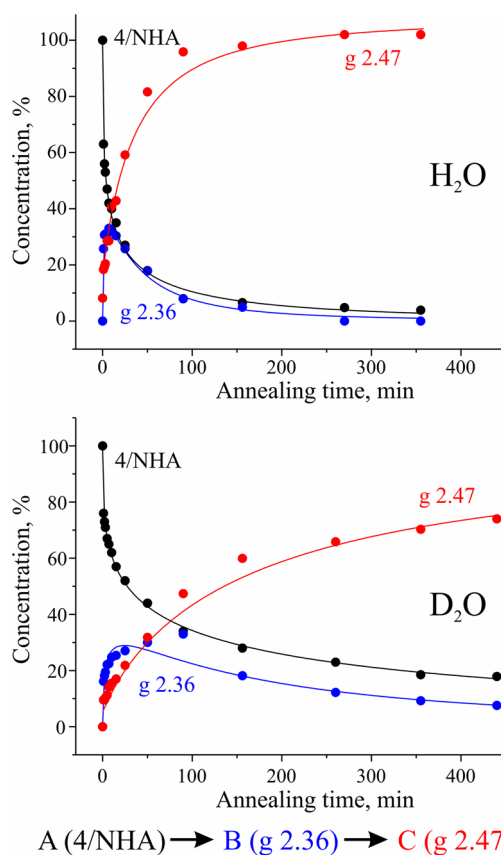 100
80
60
40
20
0
Concentration, %
4/NHA
g 2.47
H₂O
g 2.36
0 100 200 300 400
Annealing time, min
100
80
60
40
20
0
Concentration, %
4/NHA
g 2.47
D₂O
g 2.36
0 100 200 300 400
Annealing time, min
A (4/NHA) → B (g 2.36) → C (g 2.47